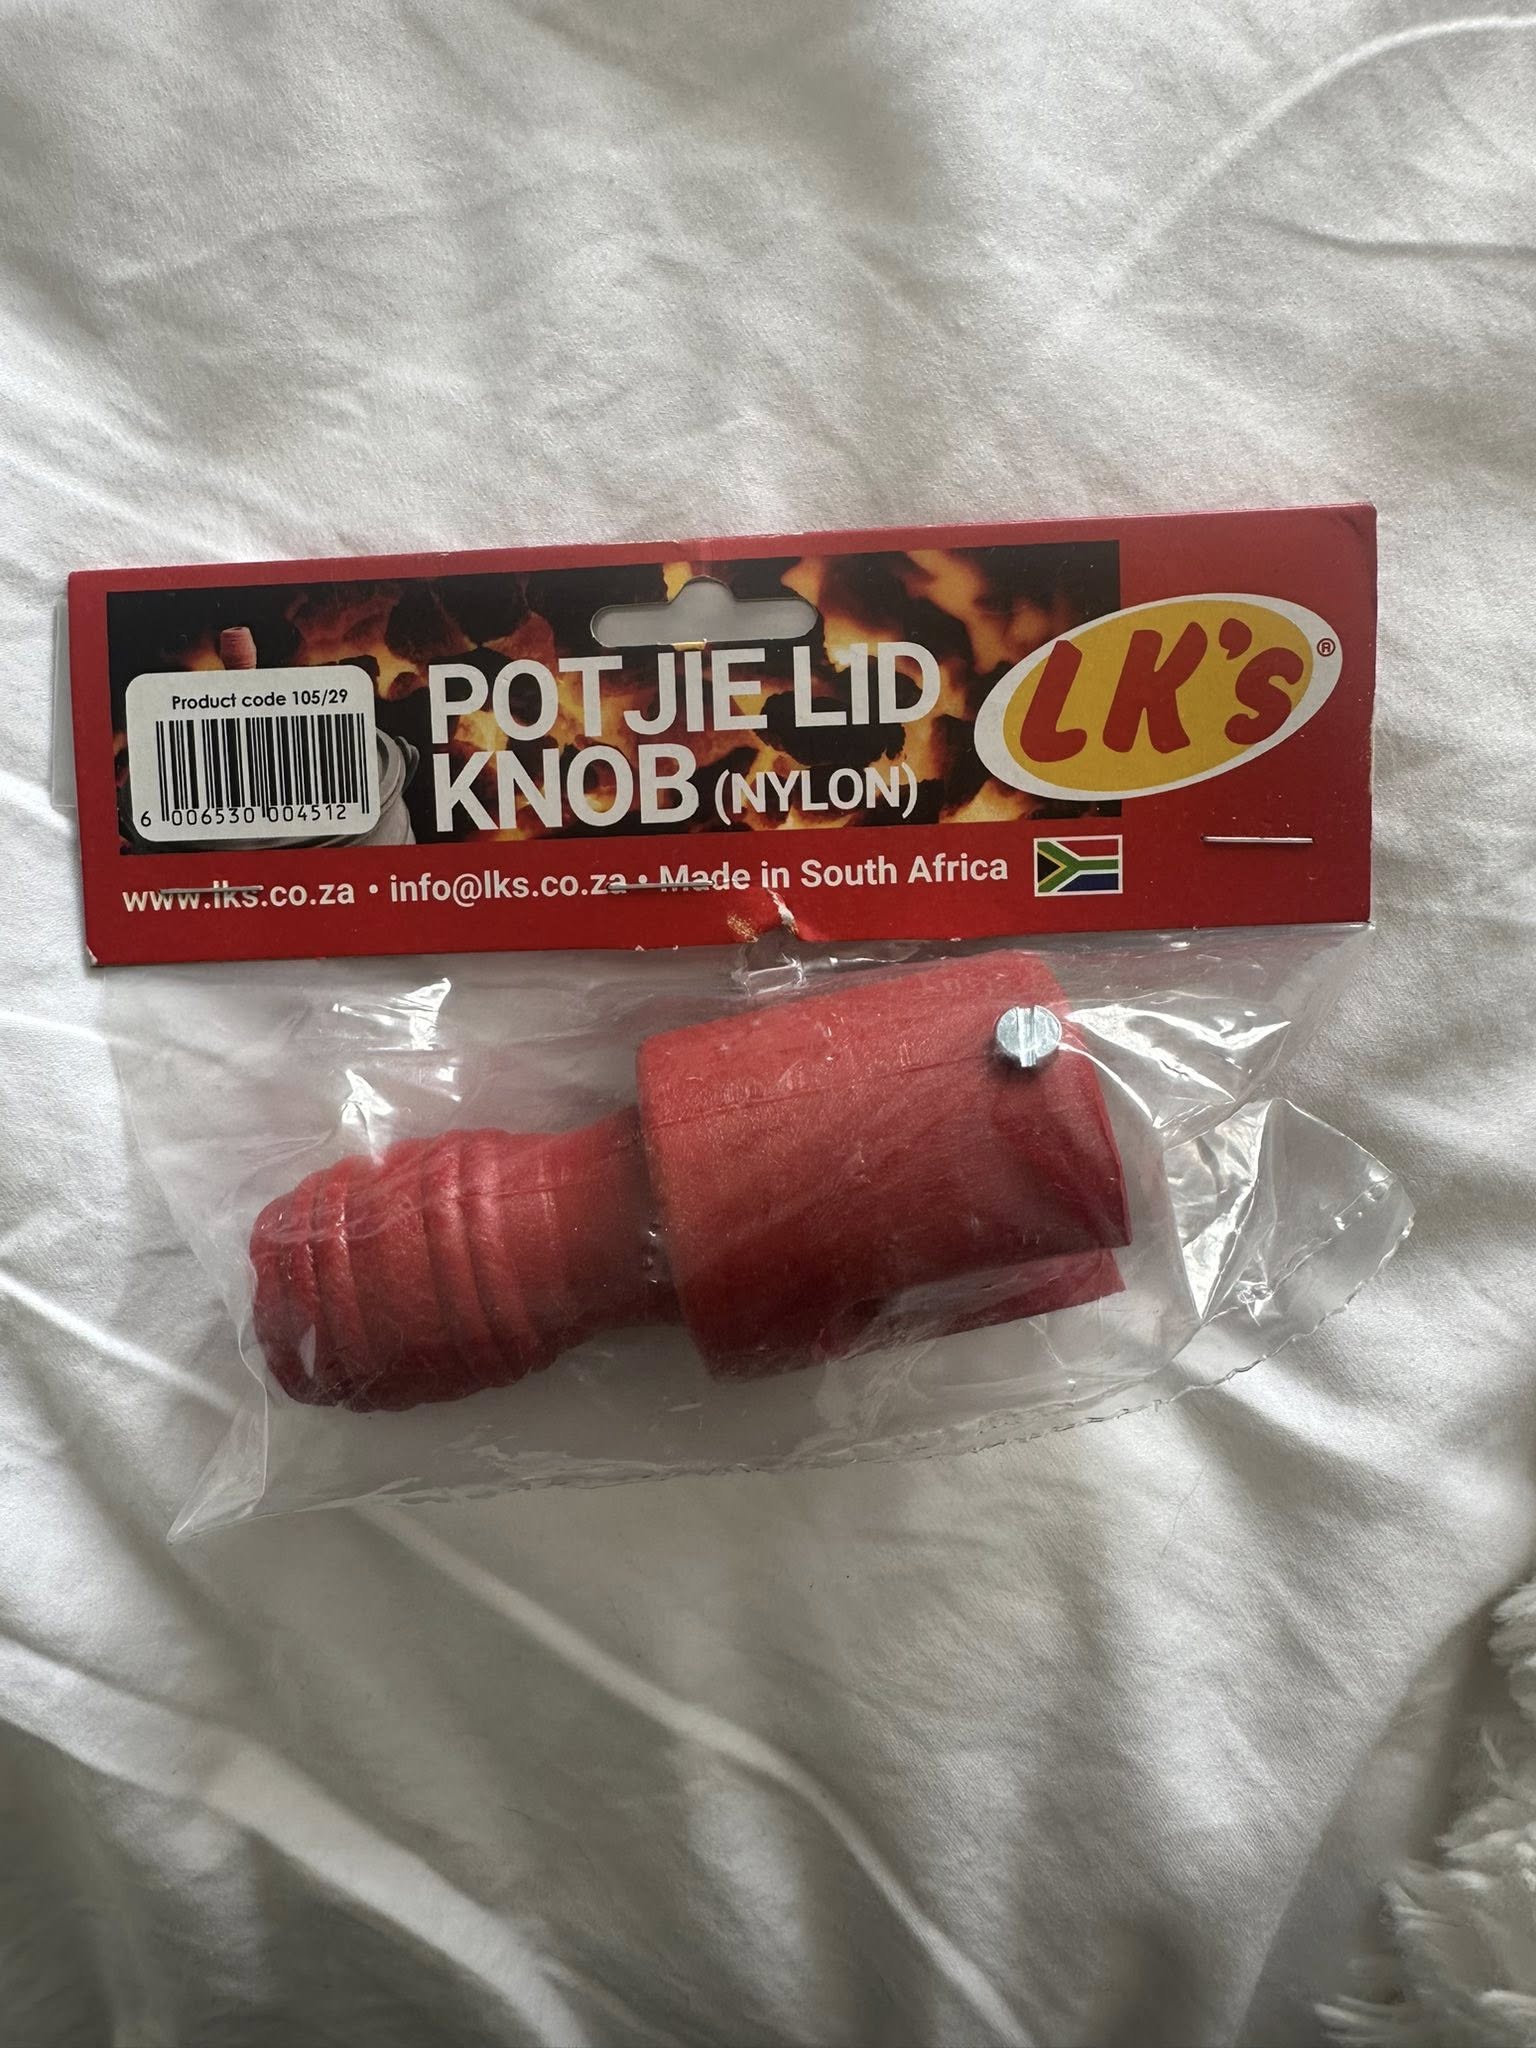 Product code 105/29
6 006530 004512
POTJIE LID
KNOB (NYLON)
LK's®
www.lks.co.za • info@lks.co.za • Made in South Africa